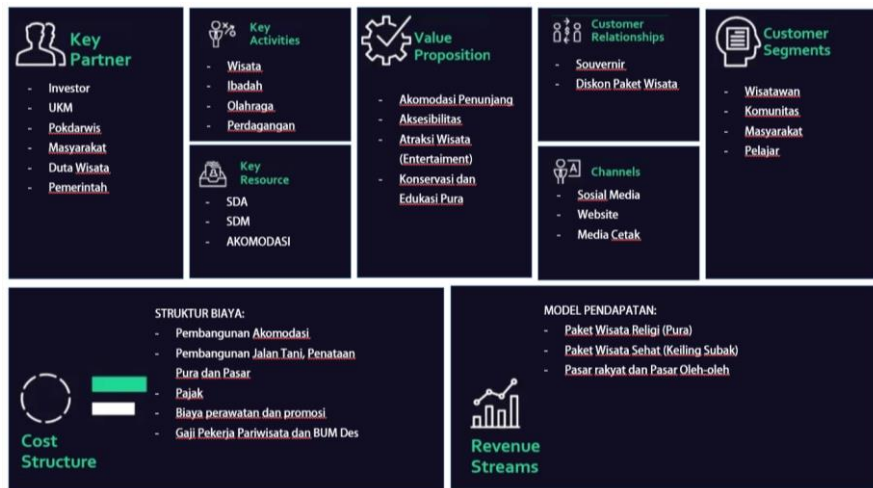 Key
Partner
- Investor
- UKM
- Pokdarwis
- Masyarakat
- Duta Wisata
- Pemerintah
Key
Activities
- Wisata
- Ibadah
- Olahraga
- Perdagangan
Key
Resource
- SDA
- SDM
- AKOMODASI
Value
Proposition
- Akomodasi Penunjang
- Aksesibilitas
- Atraksi Wisata
(Entertaiment)
- Konservasi dan
Edukasi Pura
Customer
Relationships
- Souvernir
- Diskon Paket Wisata
A
Channels
- Sosial Media
- Website
- Media Cetak
Customer
Segments
- Wisatawan
- Komunitas
- Masyarakat
- Pelajar
Cost
Structure
STRUKTUR BIAYA:
- Pembangunan Akomodasi
- Pembangunan Jalan Tani, Penataan
Pura dan Pasar
- Pajak
- Biaya perawatan dan promosi
- Gaji Pekerja Pariwisata dan BUM Des
Revenue
Streams
MODEL PENDAPATAN:
- Paket Wisata Religi (Pura)
- Paket Wisata Sehat (Keiling Subak)
- Pasar rakyat dan Pasar Oleh-oleh